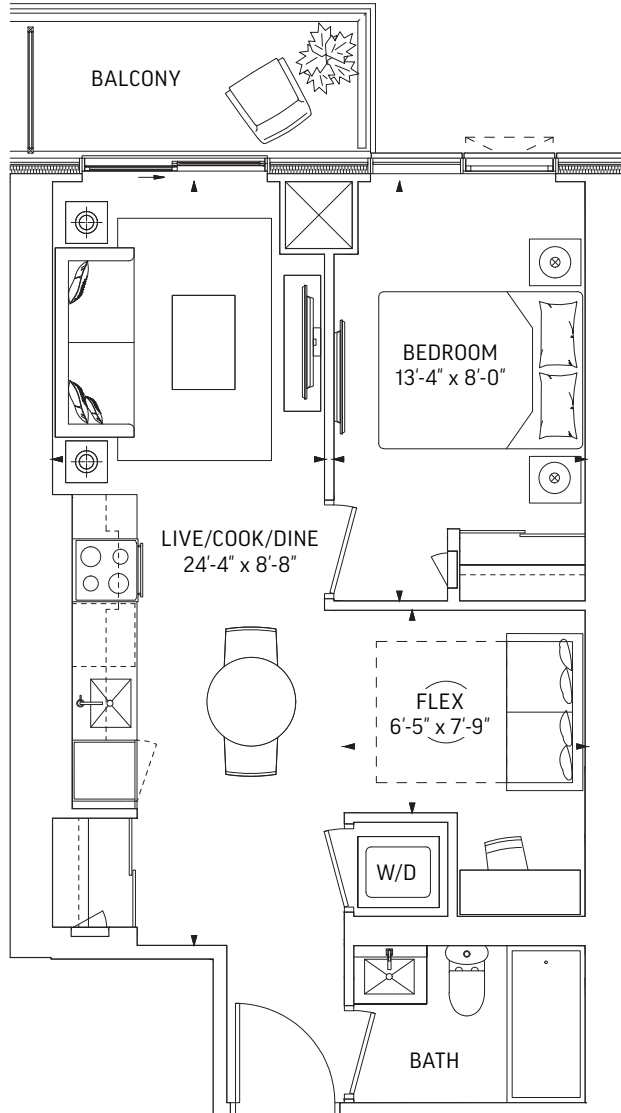 BALCONY
BEDROOM
13'-4" x 8'-0"
LIVE/COOK/DINE
24'-4" x 8'-8"
FLEX
6'-5" x 7'-9"
W/D
BATH